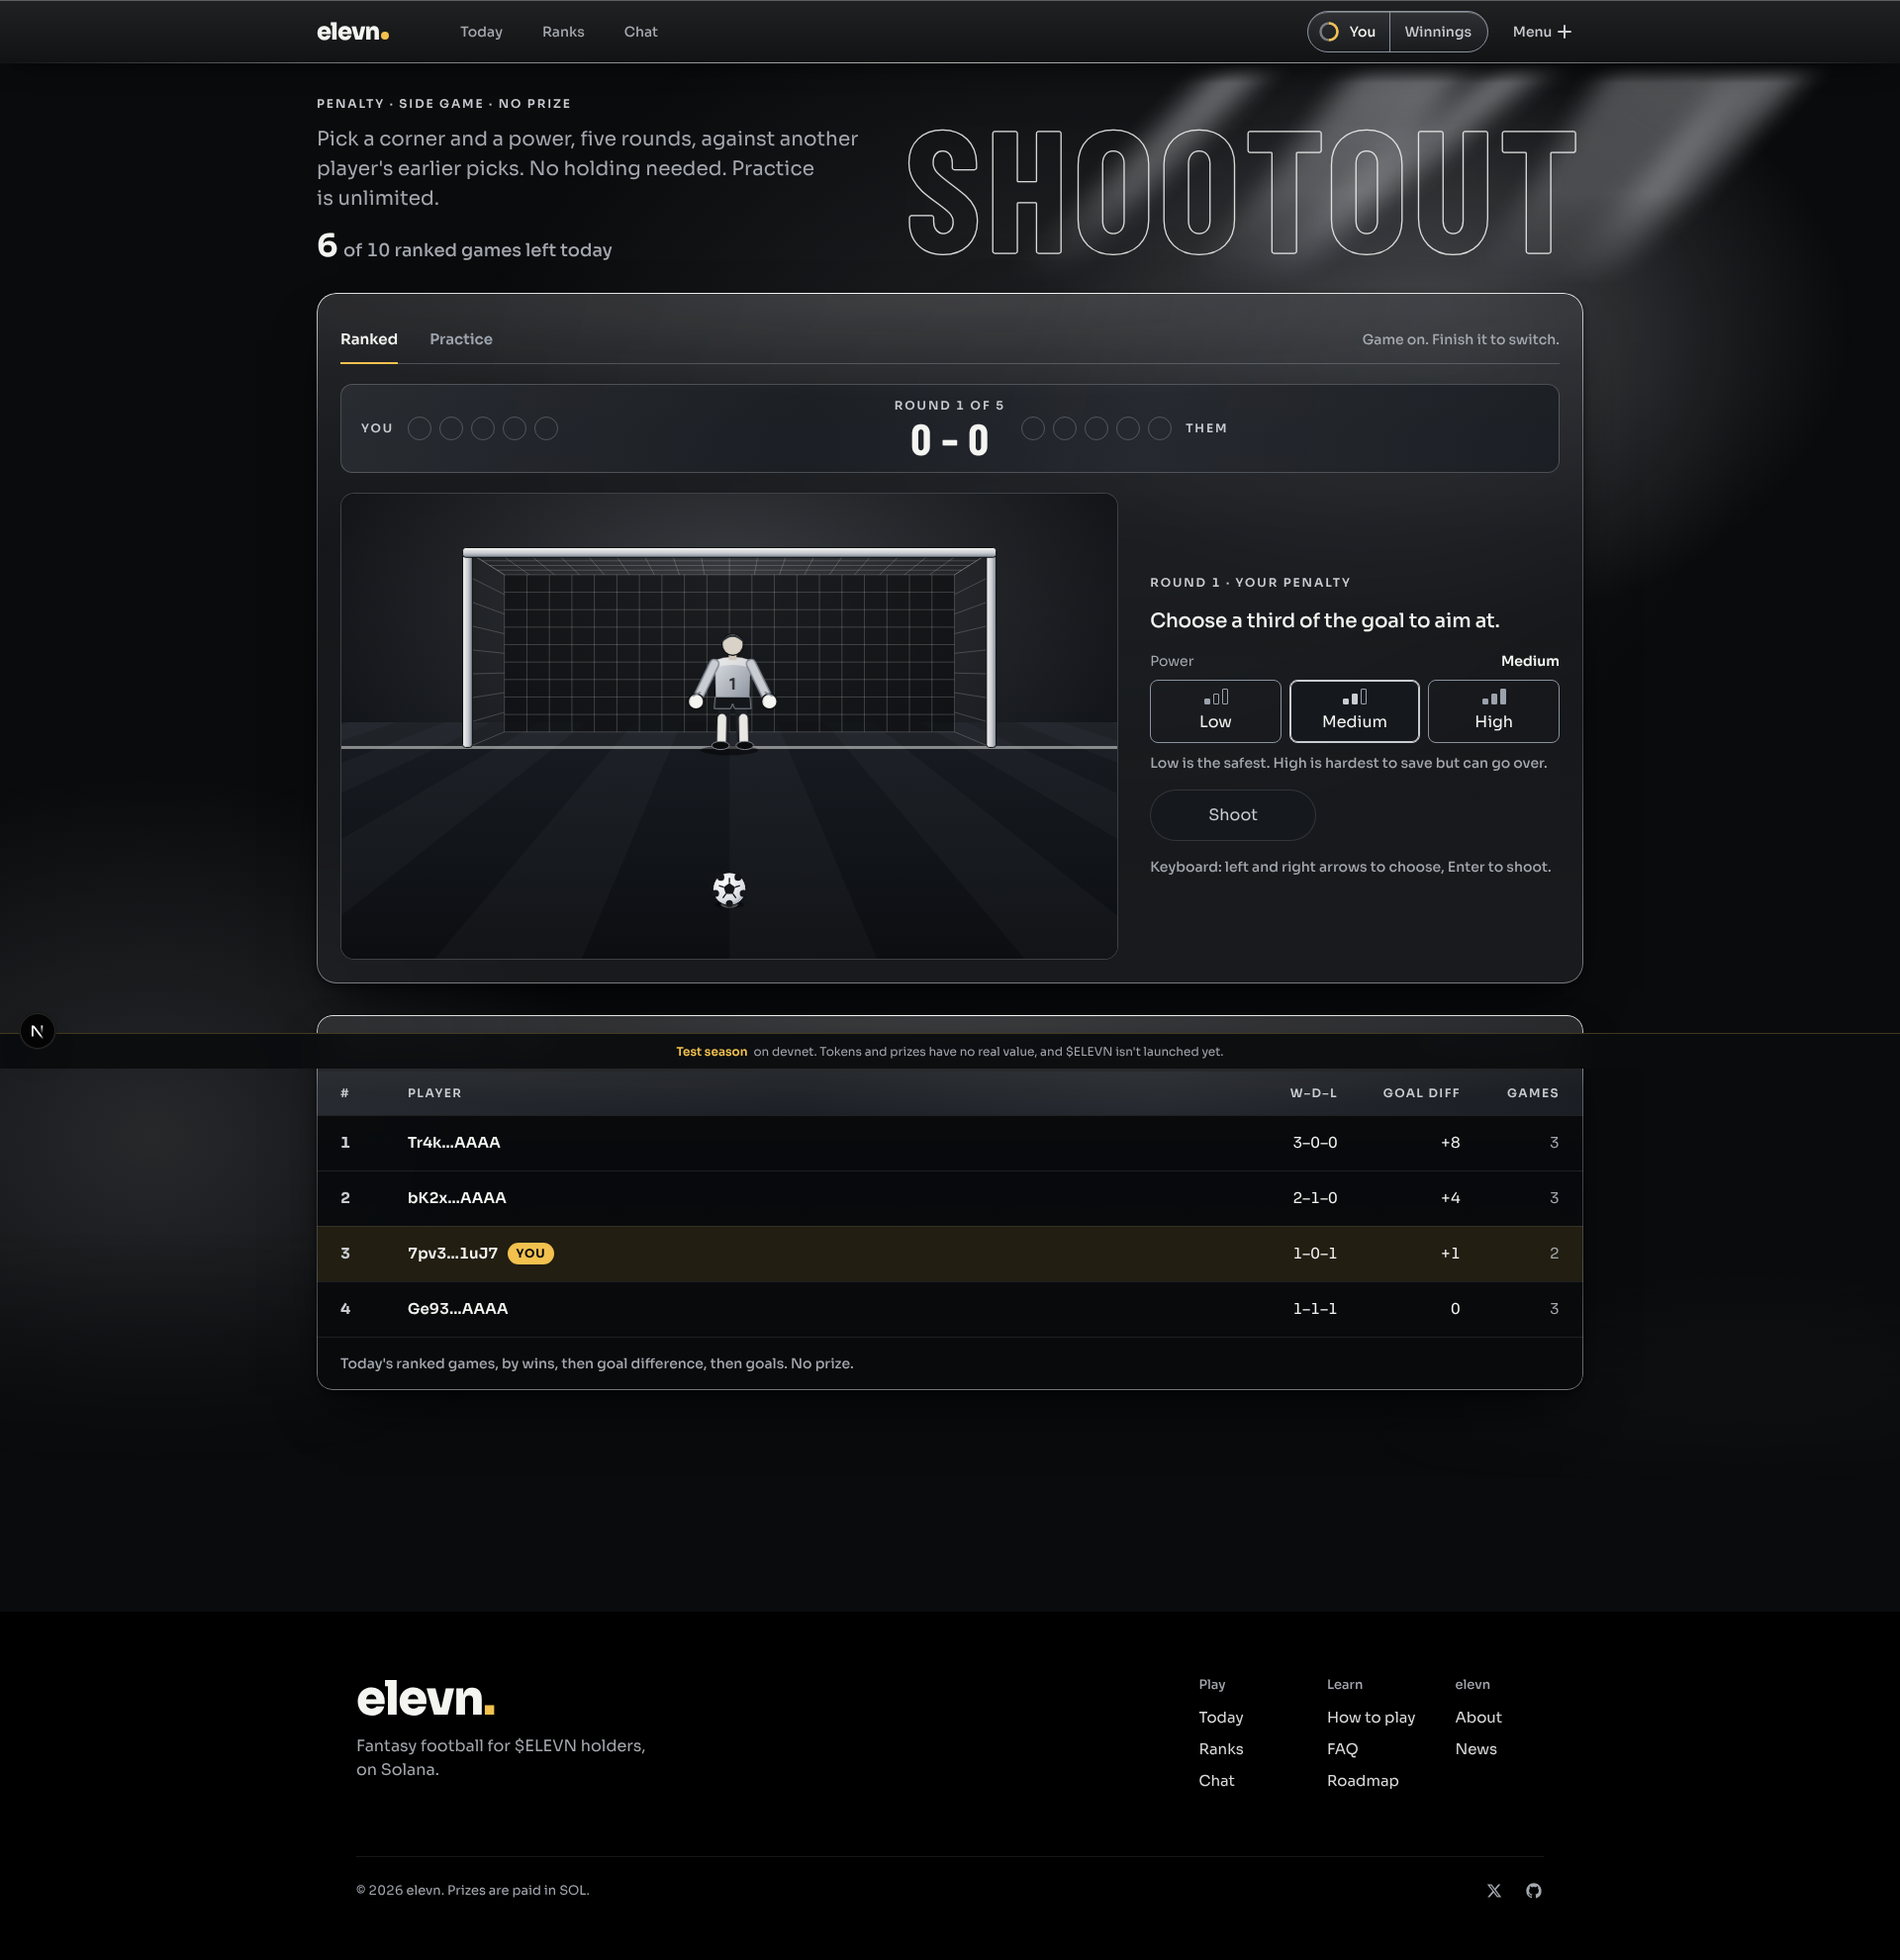 elevn.
Today
Ranks
Chat
You
Winnings
Menu
PENALTY · SIDE GAME · NO PRIZE
Pick a corner and a power, five rounds, against another
player's earlier picks. No holding needed. Practice
is unlimited.
6 of 10 ranked games left today
SHOOTOUT
Ranked
Practice
Game on. Finish it to switch.
YOU
ROUND 1 OF 5
0 – 0
THEM
1
ROUND 1 · YOUR PENALTY
Choose a third of the goal to aim at.
Power
Medium
Low
Medium
High
Low is the safest. High is hardest to save but can go over.
Shoot
Keyboard: left and right arrows to choose, Enter to shoot.
N
Test season on devnet. Tokens and prizes have no real value, and $ELEVN isn't launched yet.
# PLAYER W–D–L GOAL DIFF GAMES
1 Tr4k…AAAA 3–0–0 +8 3
2 bK2x…AAAA 2–1–0 +4 3
3 7pv3…1uJ7 YOU 1–0–1 +1 2
4 Ge93…AAAA 1–1–1 0 3
Today's ranked games, by wins, then goal difference, then goals. No prize.
elevn.
Fantasy football for $ELEVN holders,
on Solana.
Play
Today
Ranks
Chat
Learn
How to play
FAQ
Roadmap
elevn
About
News
© 2026 elevn. Prizes are paid in SOL.